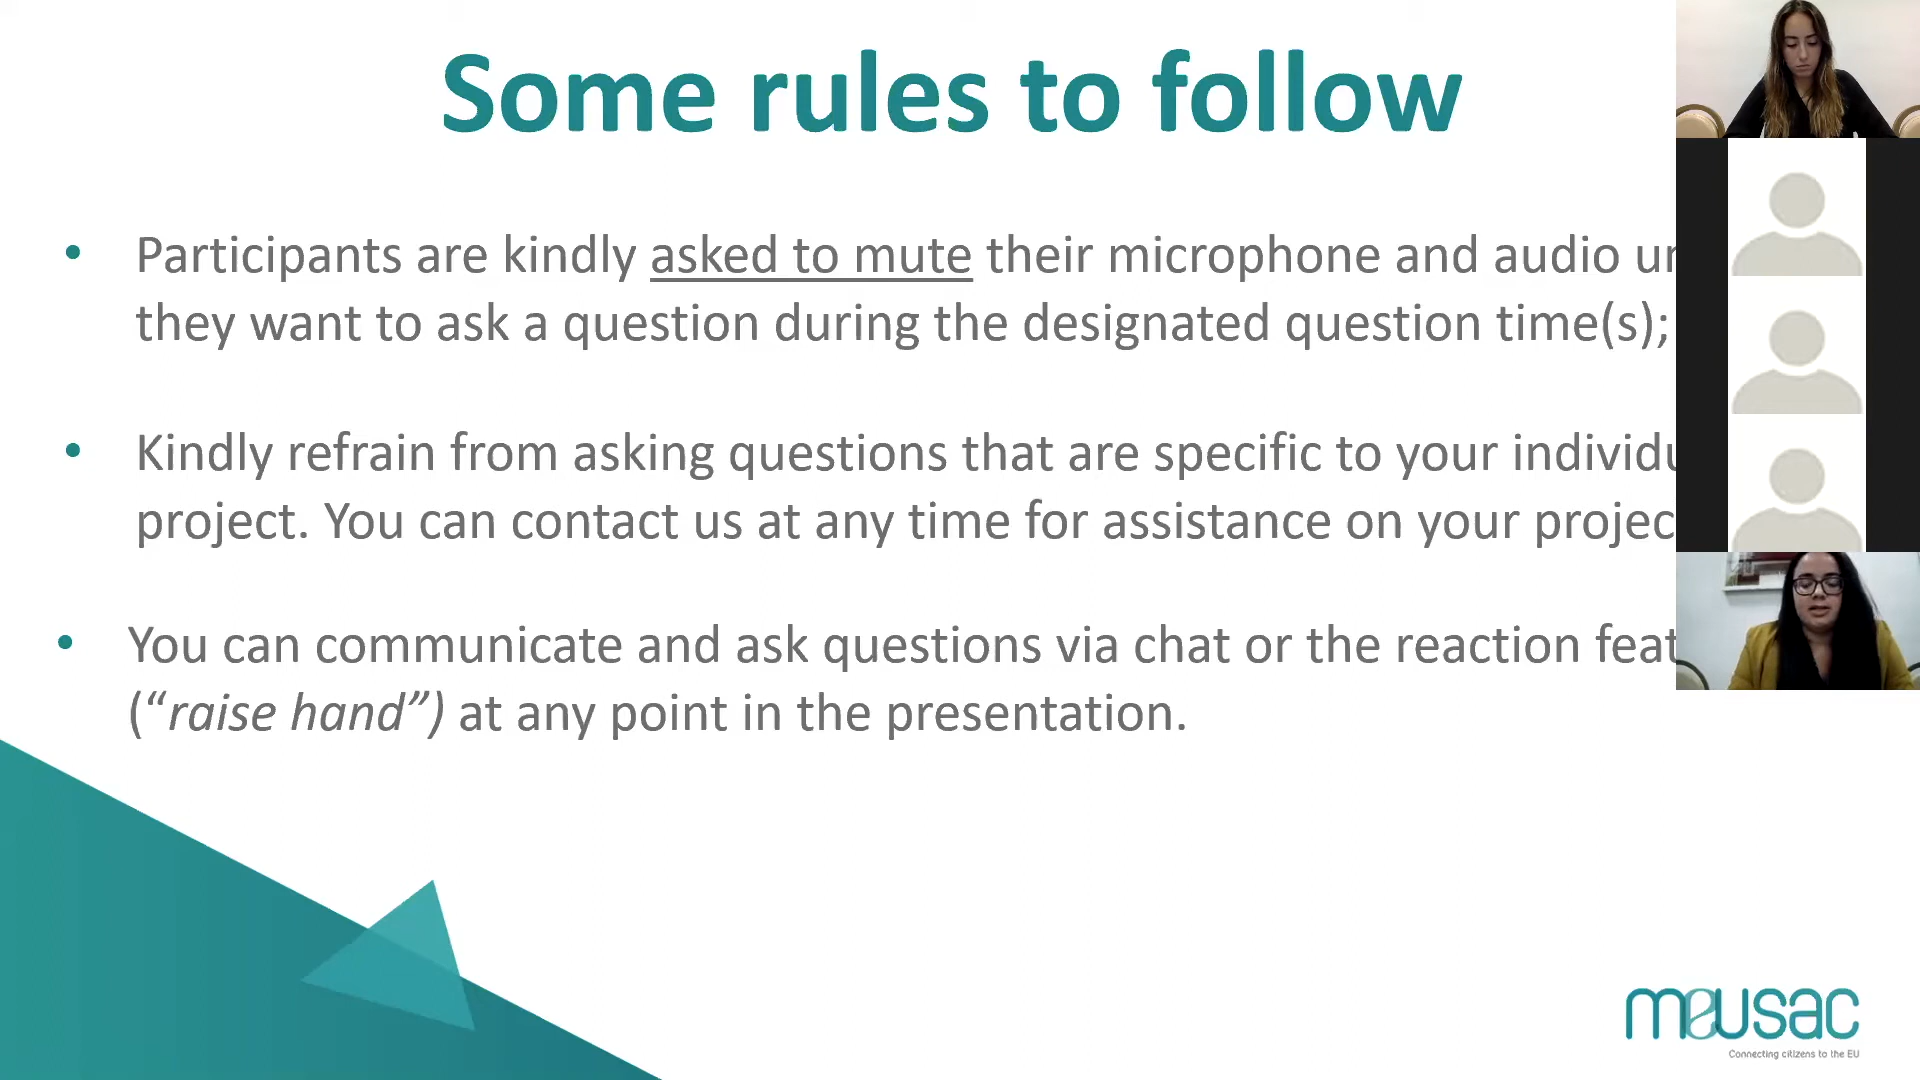 Some rules to follow
• Participants are kindly asked to mute their microphone and audio
they want to ask a question during the designated question time(s);
• Kindly refrain from asking questions that are specific to your
project. You can contact us at any time for assistance on your
• You can communicate and ask questions via chat or the reaction
(“raise hand”) at any point in the presentation.
meusac
Connecting citizens to the EU